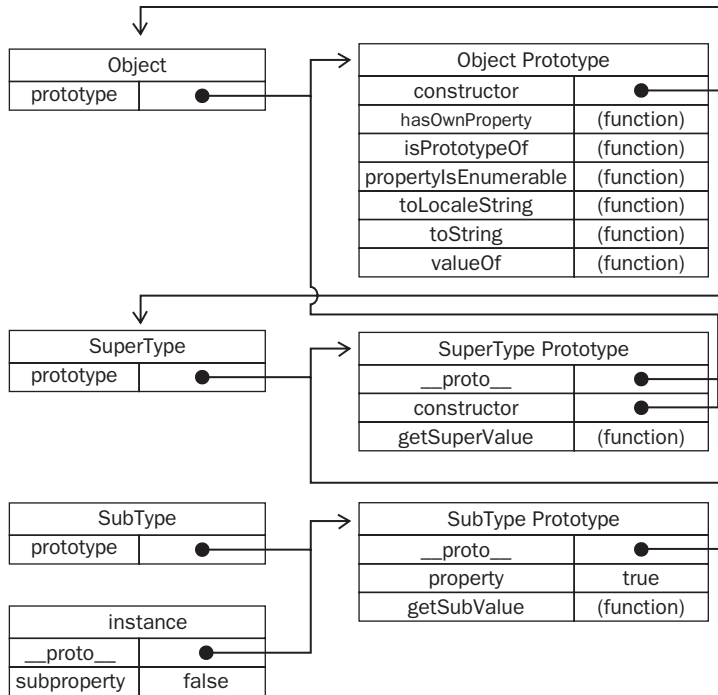 Object
prototype
Object Prototype
constructor
hasOwnProperty (function)
isPrototypeOf (function)
propertyIsEnumerable (function)
toLocaleString (function)
toString (function)
valueOf (function)
SuperType
prototype
SuperType Prototype
__proto__
constructor
getSuperValue (function)
SubType
prototype
SubType Prototype
__proto__
property true
getSubValue (function)
instance
__proto__
subproperty false